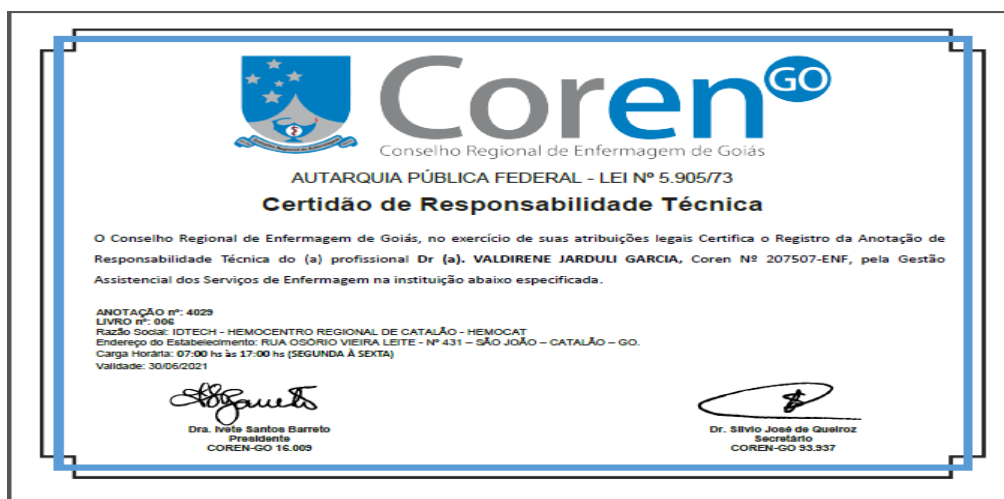 Coren GO
Conselho Regional de Enfermagem de Goiás
AUTARQUIA PÚBLICA FEDERAL - LEI Nº 5.905/73
Certidão de Responsabilidade Técnica
O Conselho Regional de Enfermagem de Goiás, no exercício de suas atribuições legais Certifica o Registro da Anotação de
Responsabilidade Técnica do (a) profissional Dr (a). VALDIRENE JARDULI GARCIA, Coren Nº 207507-ENF, pela Gestão
Assistencial dos Serviços de Enfermagem na instituição abaixo especificada.
ANOTAÇÃO nº: 4029
LIVRO nº: 006
Razão Social: IDTECH - HEMOCENTRO REGIONAL DE CATALÃO - HEMOCAT
Endereço do Estabelecimento: RUA OSÓRIO VIEIRA LEITE - Nº 431 – SÃO JOÃO – CATALÃO – GO.
Carga Horária: 07:00 hs às 17:00 hs (SEGUNDA À SEXTA)
Validade: 30/06/2021
Dra. Ivete Santos Barreto
Presidente
COREN-GO 16.009
Dr. Silvio José de Queiroz
Secretário
COREN-GO 93.937